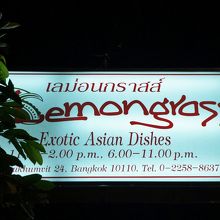 เลม่อนกราสส์
Lemongrass
Exotic Asian Dishes
2.00 p.m., 6.00-11.00 p.m.
24, Bangkok 10110. Tel. 0-2258-8637